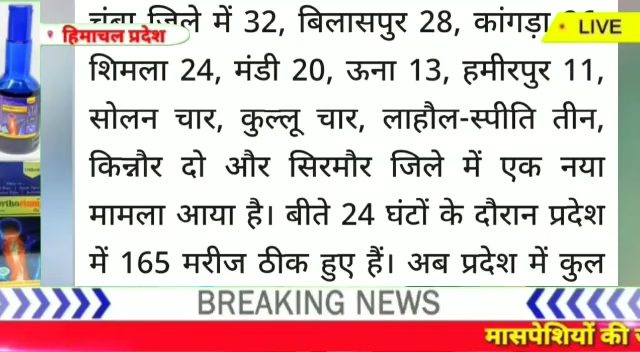 चंबा जिले में 32, बिलासपुर 28, कांगड़ा
हिमाचल प्रदेश
LIVE
शिमला 24, मंडी 20, ऊना 13, हमीरपुर 11,
सोलन चार, कुल्लू चार, लाहौल-स्पीति तीन,
किन्नौर दो और सिरमौर जिले में एक नया
मामला आया है। बीते 24 घंटों के दौरान प्रदेश
में 165 मरीज ठीक हुए हैं। अब प्रदेश में कुल
BREAKING NEWS
मासपेशियों की